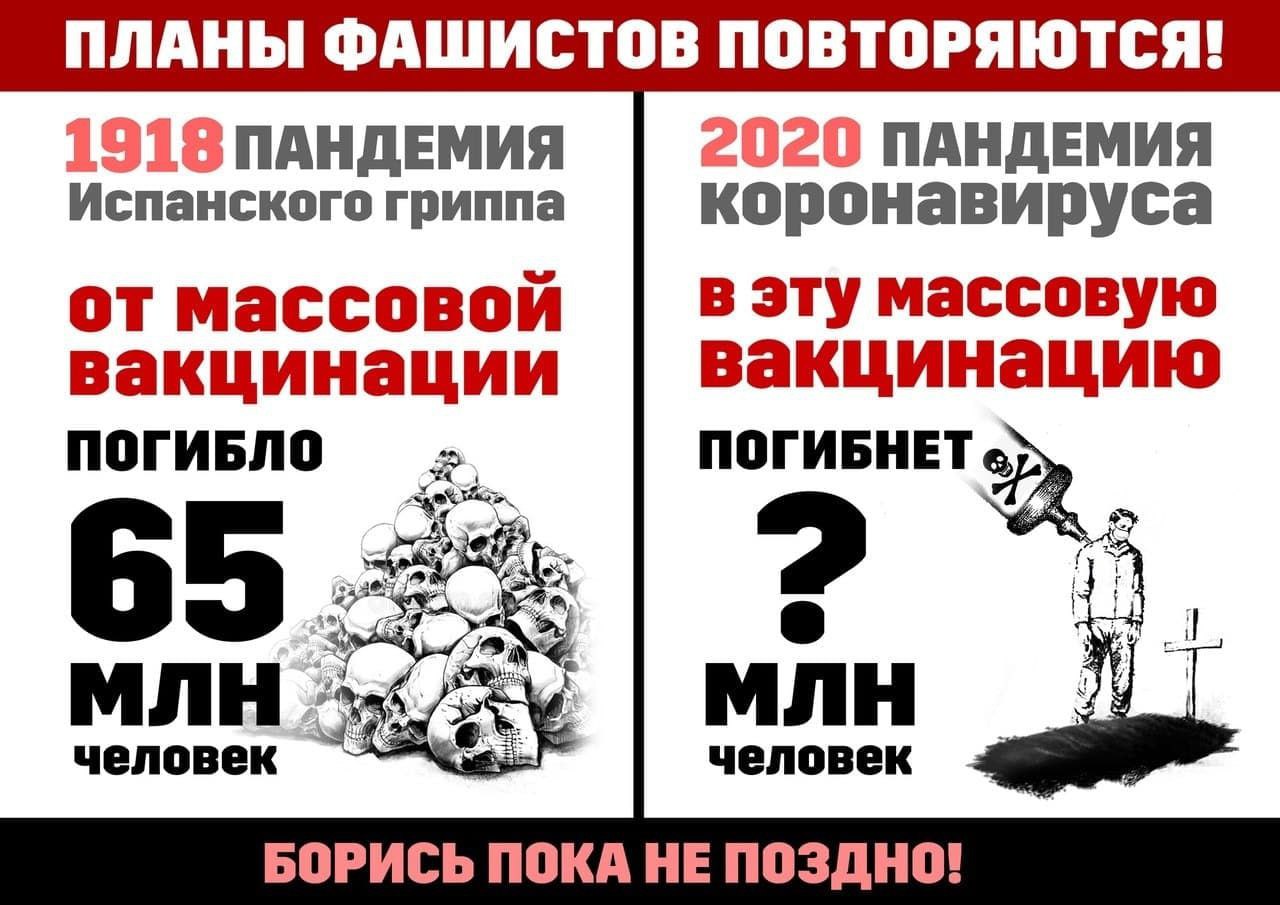 ПЛАНЫ ФАШИСТОВ ПОВТОРЯЮТСЯ!
1918 ПАНДЕМИЯ
Испанского гриппа
от массовой
вакцинации
ПОГИБЛО
65
МЛН
человек
2020 ПАНДЕМИЯ
коронавируса
в эту массовую
вакцинацию
ПОГИБНЕТ
?
МЛН
человек
БОРИСЬ ПОКА НЕ ПОЗДНО!